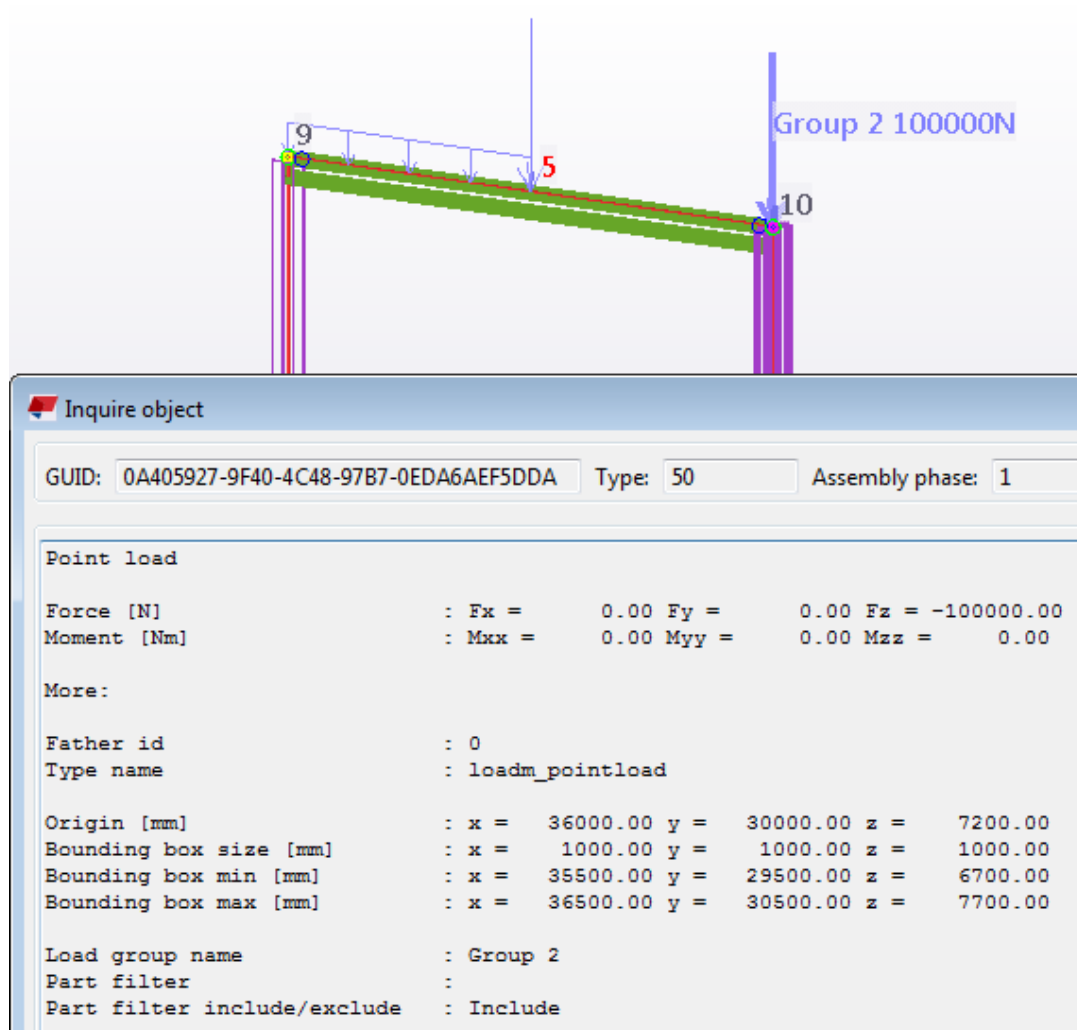 9
Group 2 100000N
5
10
Inquire object
GUID: 0A405927-9F40-4C48-97B7-0EDA6AEF5DDA Type: 50 Assembly phase: 1
Point load
Force [N] : Fx = 0.00 Fy = 0.00 Fz = -100000.00
Moment [Nm] : Mxx = 0.00 Myy = 0.00 Mzz = 0.00
More:
Father id : 0
Type name : loadm_pointload
Origin [mm] : x = 36000.00 y = 30000.00 z = 7200.00
Bounding box size [mm] : x = 1000.00 y = 1000.00 z = 1000.00
Bounding box min [mm] : x = 35500.00 y = 29500.00 z = 6700.00
Bounding box max [mm] : x = 36500.00 y = 30500.00 z = 7700.00
Load group name : Group 2
Part filter :
Part filter include/exclude : Include